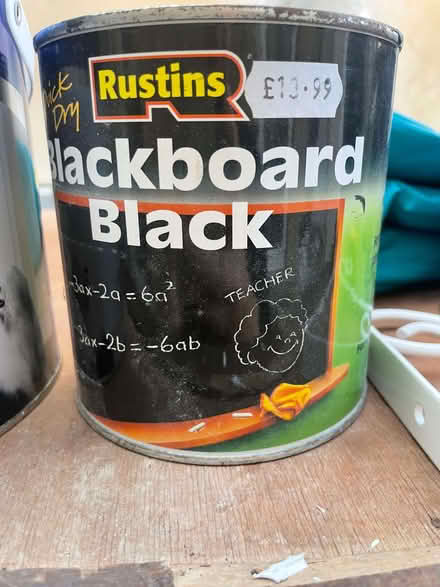 Quick
Dry
Rustins
£13.99
Blackboard
Black
-3ax-2a=6a²
3ax-2b=-6ab
TEACHER